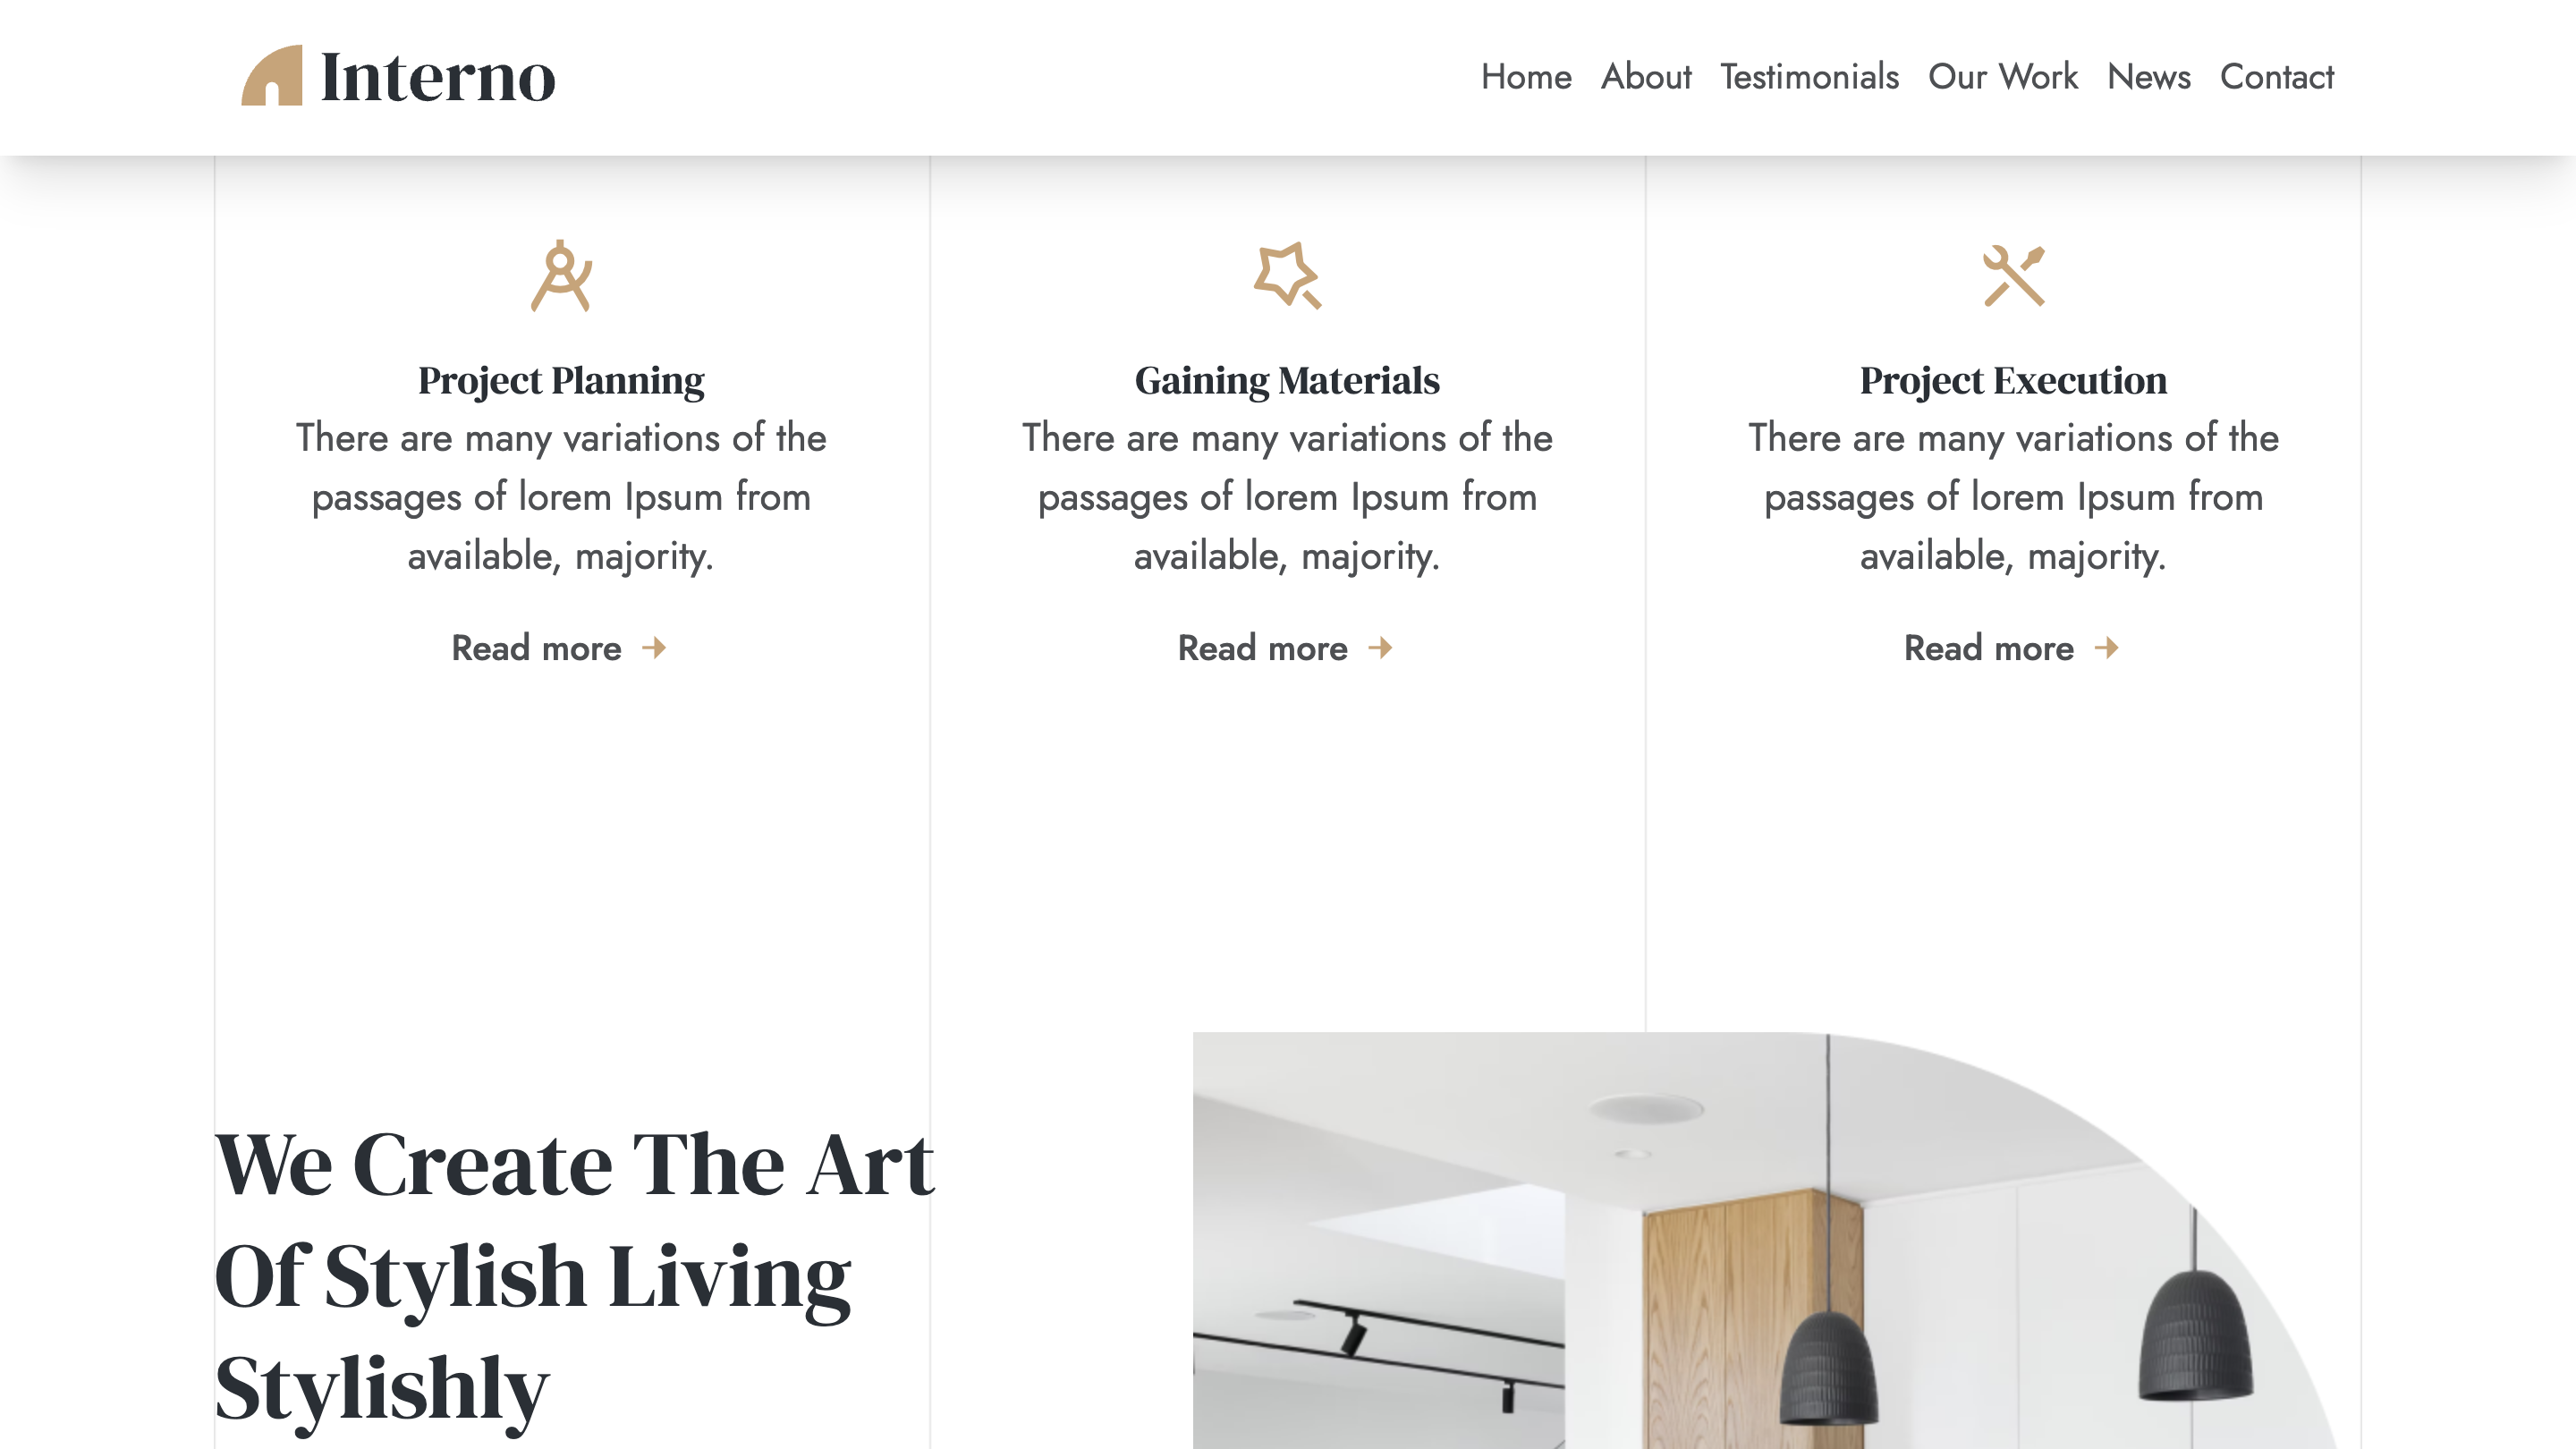 Interno
Home About Testimonials Our Work News Contact
Project Planning
There are many variations of the
passages of lorem Ipsum from
available, majority.
Read more
Gaining Materials
There are many variations of the
passages of lorem Ipsum from
available, majority.
Read more
Project Execution
There are many variations of the
passages of lorem Ipsum from
available, majority.
Read more
We Create The Art
Of Stylish Living
Stylishly